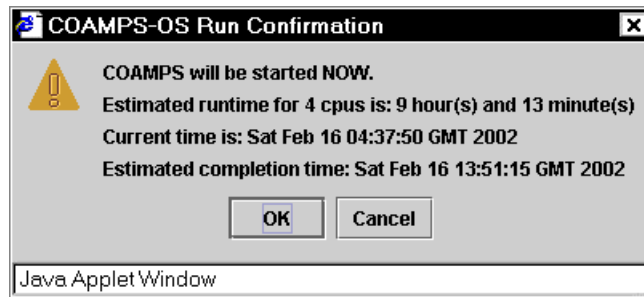 COAMPS-OS Run Confirmation
COAMPS will be started NOW.
Estimated runtime for 4 cpus is: 9 hour(s) and 13 minute(s)
Current time is: Sat Feb 16 04:37:50 GMT 2002
Estimated completion time: Sat Feb 16 13:51:15 GMT 2002
OK Cancel
Java Applet Window